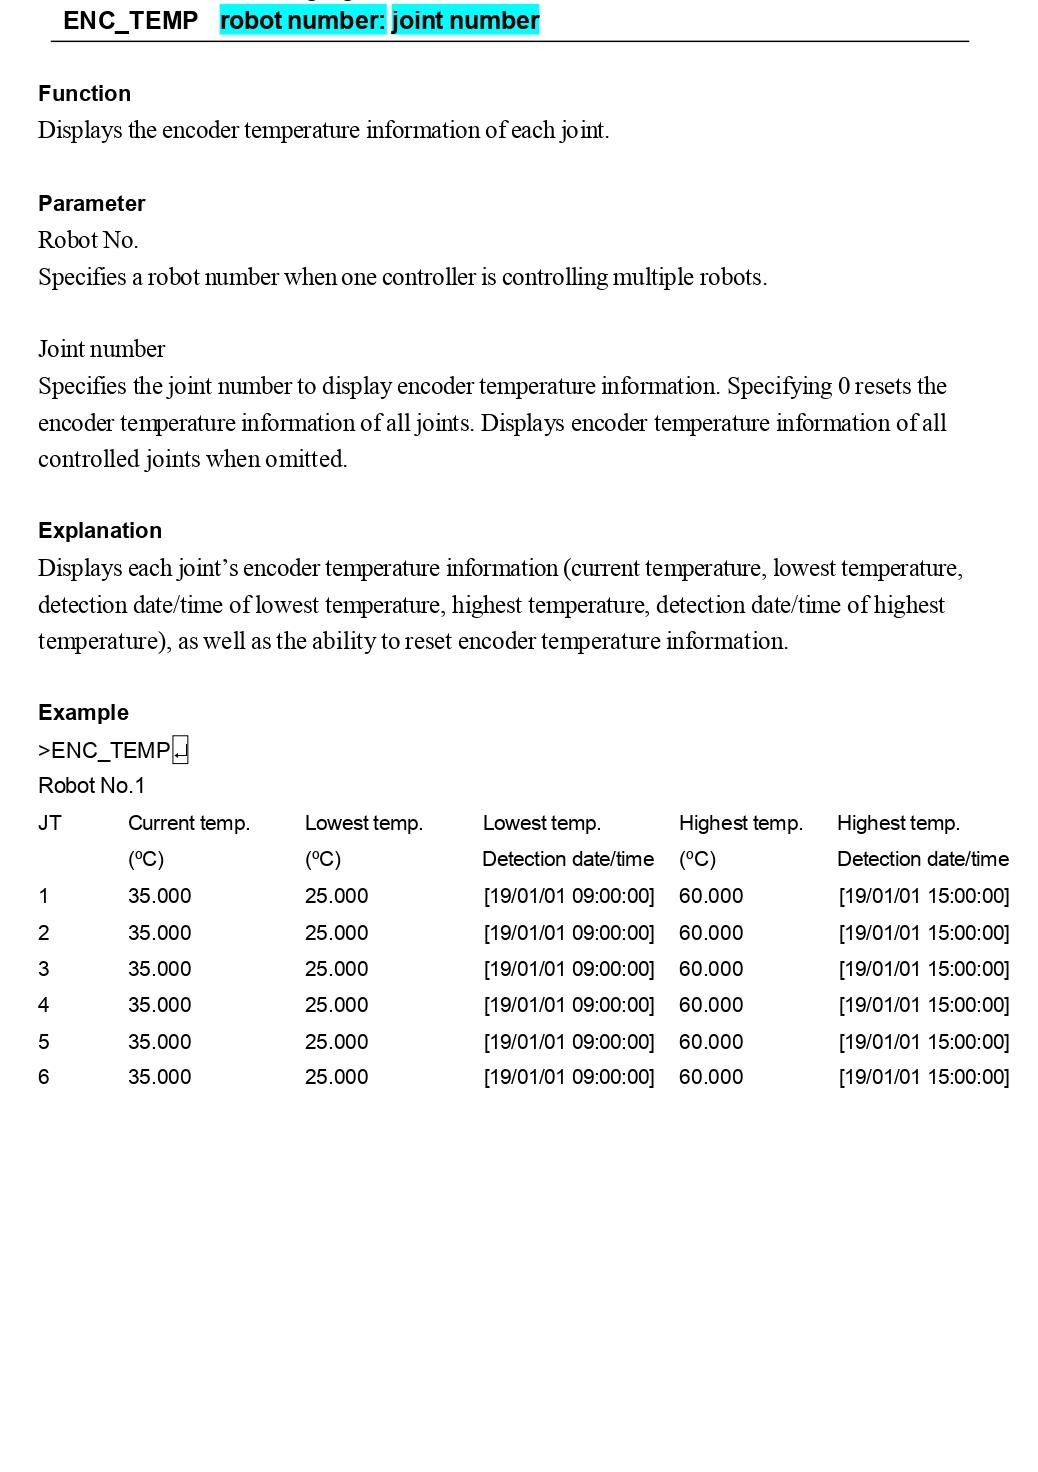 ENC_TEMP robot number: joint number
Function
Displays the encoder temperature information of each joint.
Parameter
Robot No.
Specifies a robot number when one controller is controlling multiple robots.
Joint number
Specifies the joint number to display encoder temperature information. Specifying 0 resets the
encoder temperature information of all joints. Displays encoder temperature information of all
controlled joints when omitted.
Explanation
Displays each joint’s encoder temperature information (current temperature, lowest temperature,
detection date/time of lowest temperature, highest temperature, detection date/time of highest
temperature), as well as the ability to reset encoder temperature information.
Example
>ENC_TEMP↵
Robot No.1
JT Current temp. Lowest temp. Lowest temp. Highest temp. Highest temp.
(ºC) (ºC) Detection date/time (ºC) Detection date/time
1 35.000 25.000 [19/01/01 09:00:00] 60.000 [19/01/01 15:00:00]
2 35.000 25.000 [19/01/01 09:00:00] 60.000 [19/01/01 15:00:00]
3 35.000 25.000 [19/01/01 09:00:00] 60.000 [19/01/01 15:00:00]
4 35.000 25.000 [19/01/01 09:00:00] 60.000 [19/01/01 15:00:00]
5 35.000 25.000 [19/01/01 09:00:00] 60.000 [19/01/01 15:00:00]
6 35.000 25.000 [19/01/01 09:00:00] 60.000 [19/01/01 15:00:00]